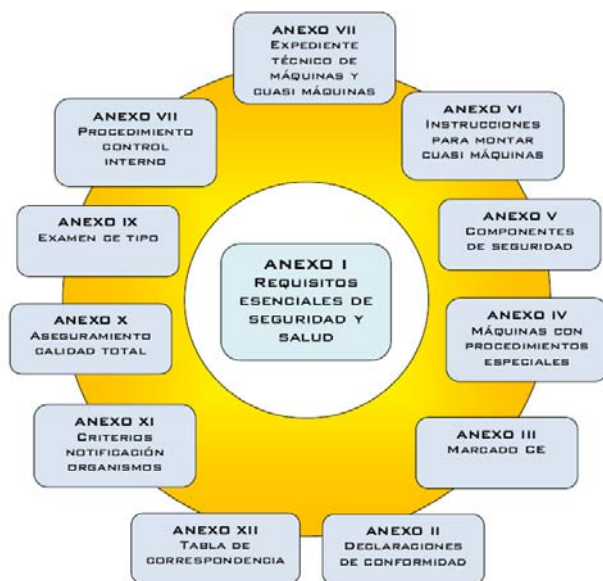 ANEXO VII
EXPEDIENTE
TÉCNICO DE
MÁQUINAS Y
CUASI MÁQUINAS
ANEXO VI
INSTRUCCIONES
PARA MONTAR
CUASI MÁQUINAS
ANEXO V
COMPONENTES
DE SEGURIDAD
ANEXO IV
MÁQUINAS CON
PROCEDIMIENTOS
ESPECIALES
ANEXO III
MARCADO CE
ANEXO II
DECLARACIONES
DE CONFORMIDAD
ANEXO XII
TABLA DE
CORRESPONDENCIA
ANEXO XI
CRITERIOS
NOTIFICACIÓN
ORGANISMOS
ANEXO X
ASEGURAMIENTO
CALIDAD TOTAL
ANEXO IX
EXAMEN CE TIPO
ANEXO VII
PROCEDIMIENTO
CONTROL
INTERNO
ANEXO I
REQUISITOS
ESENCIALES DE
SEGURIDAD Y
SALUD